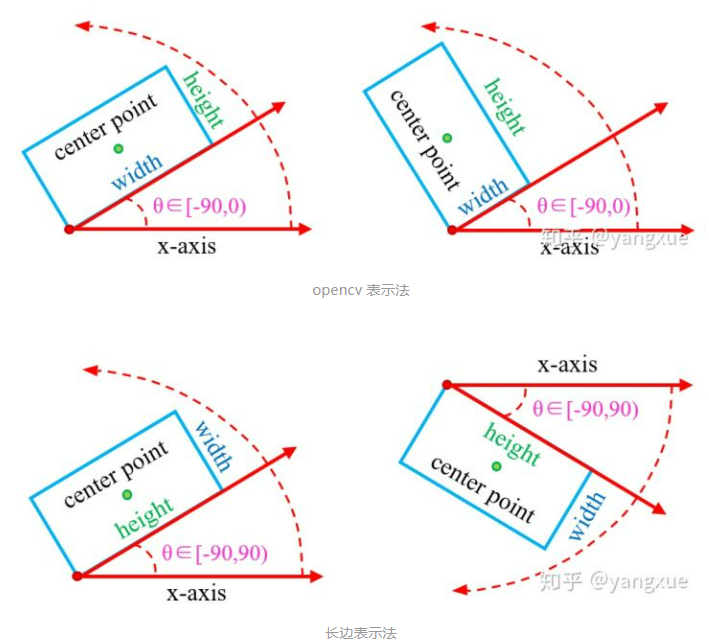 center point
height
width
θ∈[-90,0)
x-axis
center point
height
width
θ∈[-90,0)
x-axis
知乎 @yangxue
opencv 表示法
center point
width
height
θ∈[-90,90)
x-axis
x-axis
θ∈[-90,90)
height
center point
width
知乎 @yangxue
长边表示法